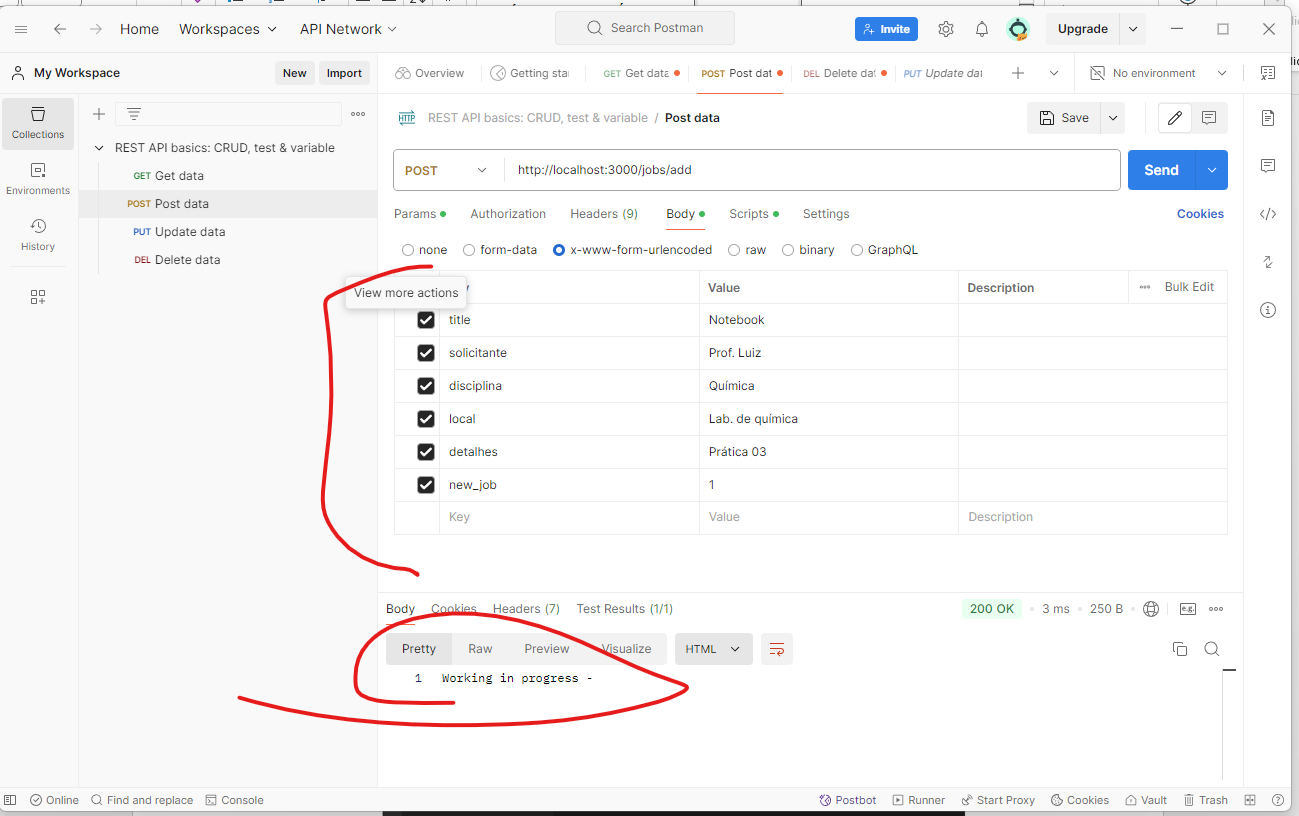 Home Workspaces API Network Search Postman Invite Upgrade
My Workspace New Import
Overview Getting sta GET Get data POST Post dat DEL Delete dat PUT Update dat No environment
Collections
Environments
History
REST API basics: CRUD, test & variable
GET Get data
POST Post data
PUT Update data
DEL Delete data
HTTP REST API basics: CRUD, test & variable / Post data Save
POST http://localhost:3000/jobs/add Send
Params Authorization Headers (9) Body Scripts Settings Cookies
none form-data x-www-form-urlencoded raw binary GraphQL
View more actions
Value Description Bulk Edit
title Notebook
solicitante Prof. Luiz
disciplina Química
local Lab. de química
detalhes Prática 03
new_job 1
Key Value Description
Body Cookies Headers (7) Test Results (1/1) 200 OK 3 ms 250 B e.g.
Pretty Raw Preview Visualize HTML
1 Working in progress -
Online Find and replace Console Postbot Runner Start Proxy Cookies Vault Trash